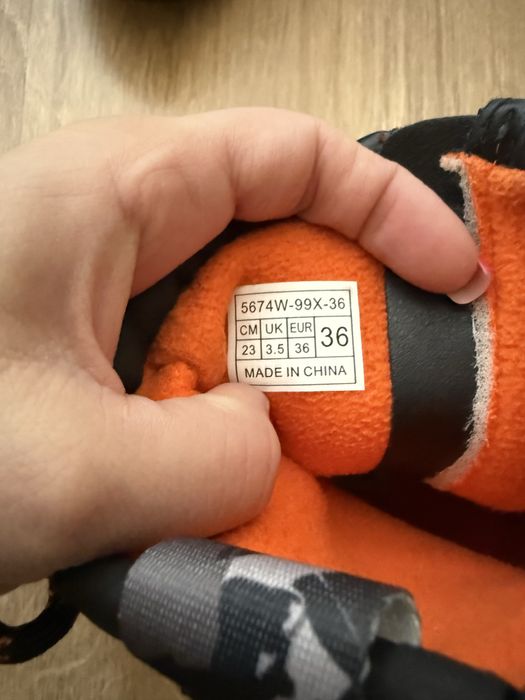 5674W-99X-36
CM UK EUR 36
23 3.5 36
MADE IN CHINA